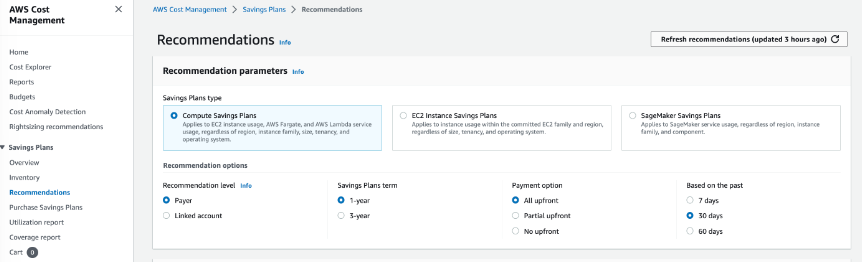 AWS Cost
Management
Home
Cost Explorer
Reports
Budgets
Cost Anomaly Detection
Rightsizing recommendations
Savings Plans
Overview
Inventory
Recommendations
Purchase Savings Plans
Utilization report
Coverage report
Cart 0
AWS Cost Management > Savings Plans > Recommendations
Recommendations Info
Refresh recommendations (updated 3 hours ago)
Recommendation parameters Info
Savings Plans type
Compute Savings Plans
Applies to EC2 instance usage, AWS Fargate, and AWS Lambda service
usage, regardless of region, instance family, size, tenancy, and
operating system.
EC2 Instance Savings Plans
Applies to instance usage within the committed EC2 family and region,
regardless of size, tenancy, and operating system.
SageMaker Savings Plans
Applies to SageMaker service usage, regardless of region, instance
family, and component.
Recommendation options
Recommendation level Info
Payer
Linked account
Savings Plans term
1-year
3-year
Payment option
All upfront
Partial upfront
No upfront
Based on the past
7 days
30 days
60 days